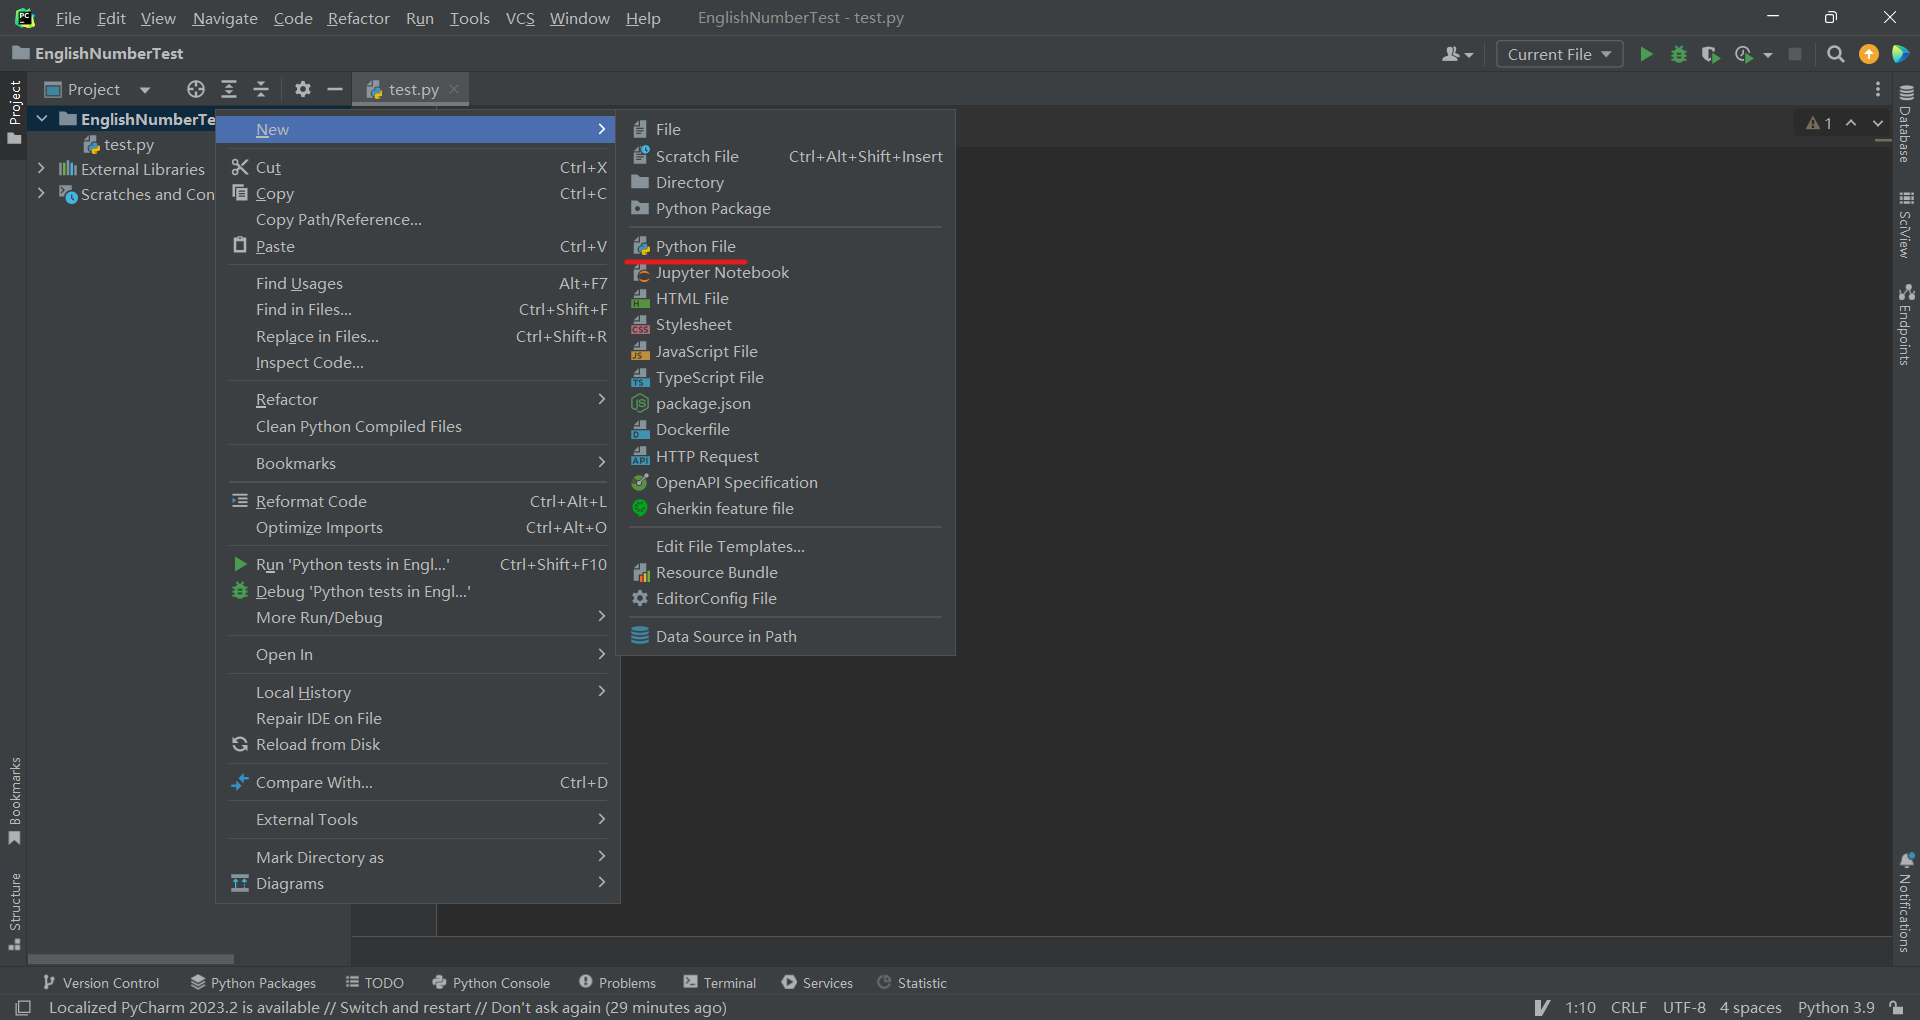 File Edit View Navigate Code Refactor Run Tools VCS Window Help EnglishNumberTest - test.py
EnglishNumberTest
Current File
Project
test.py
Project
EnglishNumberTe
test.py
External Libraries
Scratches and Con
1
New
Cut Ctrl+X
Copy Ctrl+C
Copy Path/Reference...
Paste Ctrl+V
Find Usages Alt+F7
Find in Files... Ctrl+Shift+F
Replace in Files... Ctrl+Shift+R
Inspect Code...
Refactor
Clean Python Compiled Files
Bookmarks
Reformat Code Ctrl+Alt+L
Optimize Imports Ctrl+Alt+O
Run 'Python tests in Engl...' Ctrl+Shift+F10
Debug 'Python tests in Engl...'
More Run/Debug
Open In
Local History
Repair IDE on File
Reload from Disk
Compare With... Ctrl+D
External Tools
Mark Directory as
Diagrams
File
Scratch File Ctrl+Alt+Shift+Insert
Directory
Python Package
Python File
Jupyter Notebook
HTML File
Stylesheet
JavaScript File
TypeScript File
package.json
Dockerfile
HTTP Request
OpenAPI Specification
Gherkin feature file
Edit File Templates...
Resource Bundle
EditorConfig File
Data Source in Path
Database
SciView
Endpoints
Notifications
Bookmarks
Structure
Version Control Python Packages TODO Python Console Problems Terminal Services Statistic
Localized PyCharm 2023.2 is available // Switch and restart // Don't ask again (29 minutes ago) 1:10 CRLF UTF-8 4 spaces Python 3.9